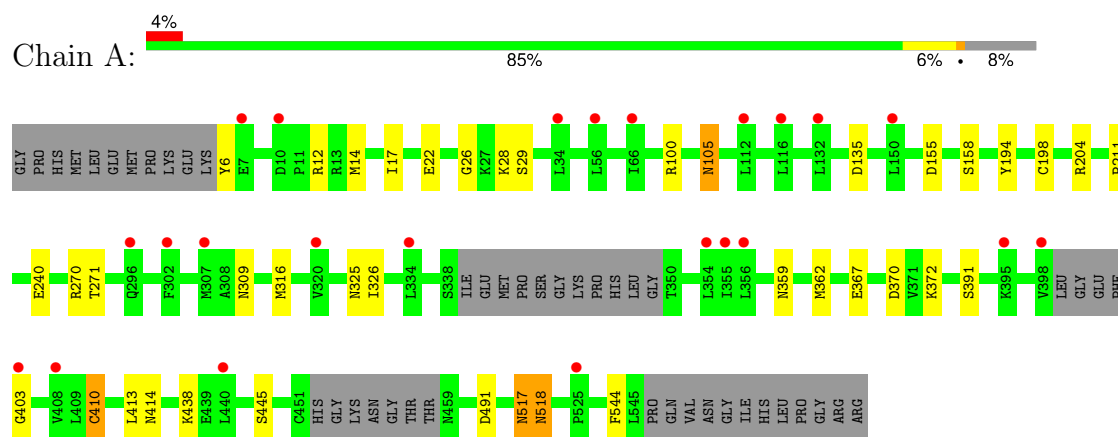 4%
Chain A:
85% 6% • 8%
GLY PRO HIS MET LEU GLU MET PRO LYS GLU LYS Y6 E7 D10 P11 R12 R13 M14 I17 E22 G26 K27 K28 S29 L34 L56 I66 R100 N105 L112 L116 L132 D135 L150 D155 S158 Y194 C198 R204
E240 R270 T271 Q296 F302 M307 A308 N309 M316 V320 N325 I326 L334 S338 ILE GLU MET PRO SER GLY LYS PRO HIS LEU GLY T350 L354 I355 L356 N359 M362 E367 D370 V371 K372 S391 K395 V398 LEU GLY GLU
G403 V408 L409 C410 L413 N414 K438 E439 L440 S445 C451 HIS GLY LYS ASN GLY THR THR N459 D491 N517 N518 P525 F544 L545 PRO GLN VAL ASN GLY ILE HIS LEU PRO GLY ARG ARG